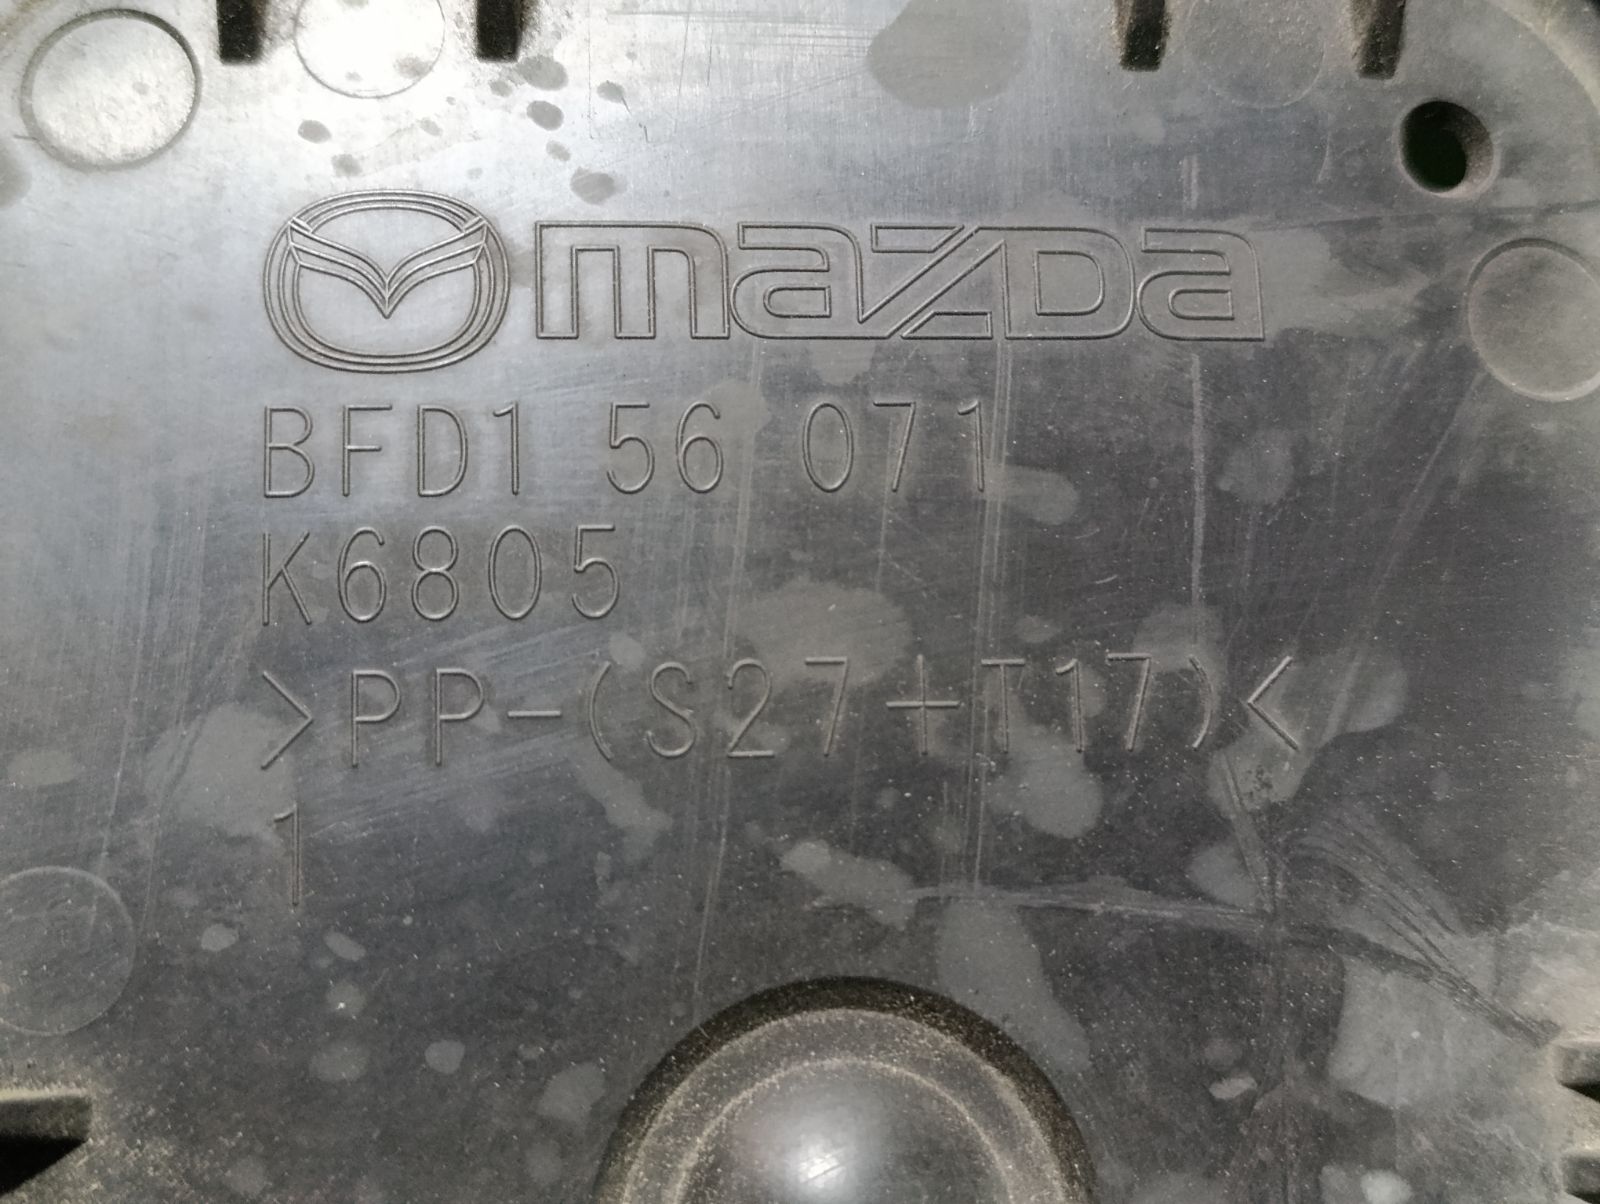 mazda
BFD1 56 071
K6805
>PP-(S27+T17)<
1